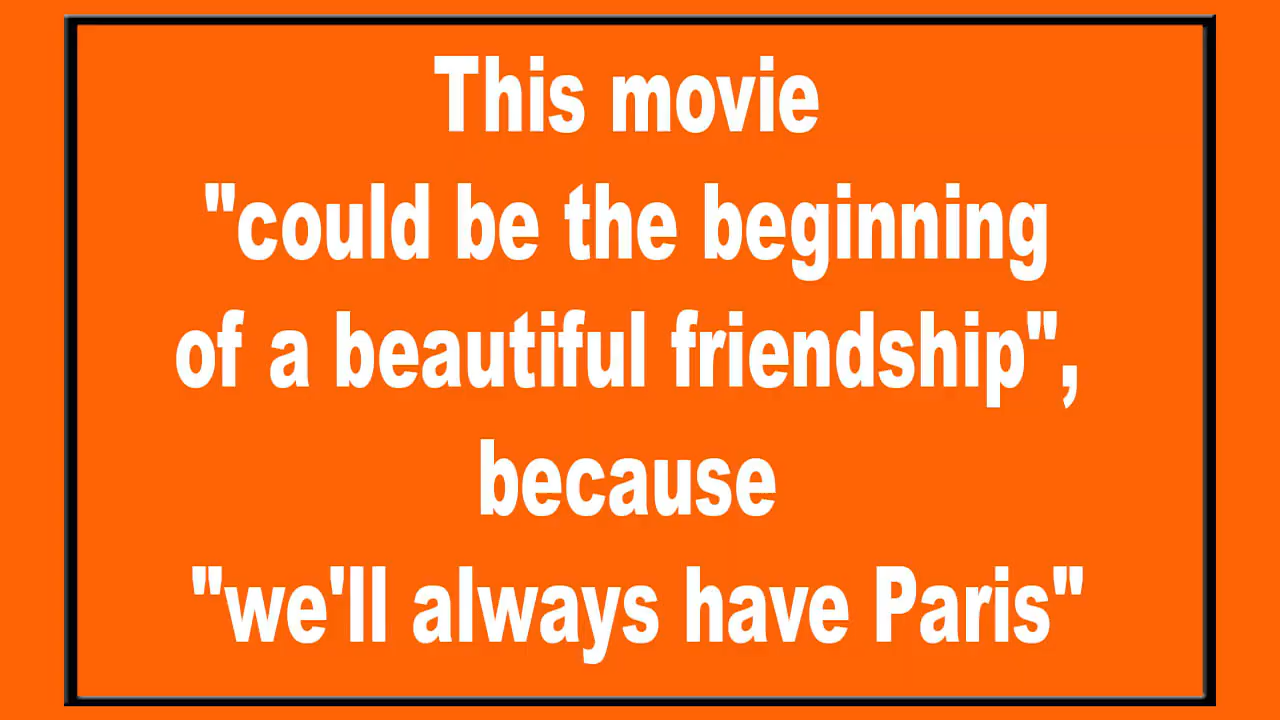 This movie
"could be the beginning
of a beautiful friendship",
because
"we'll always have Paris"